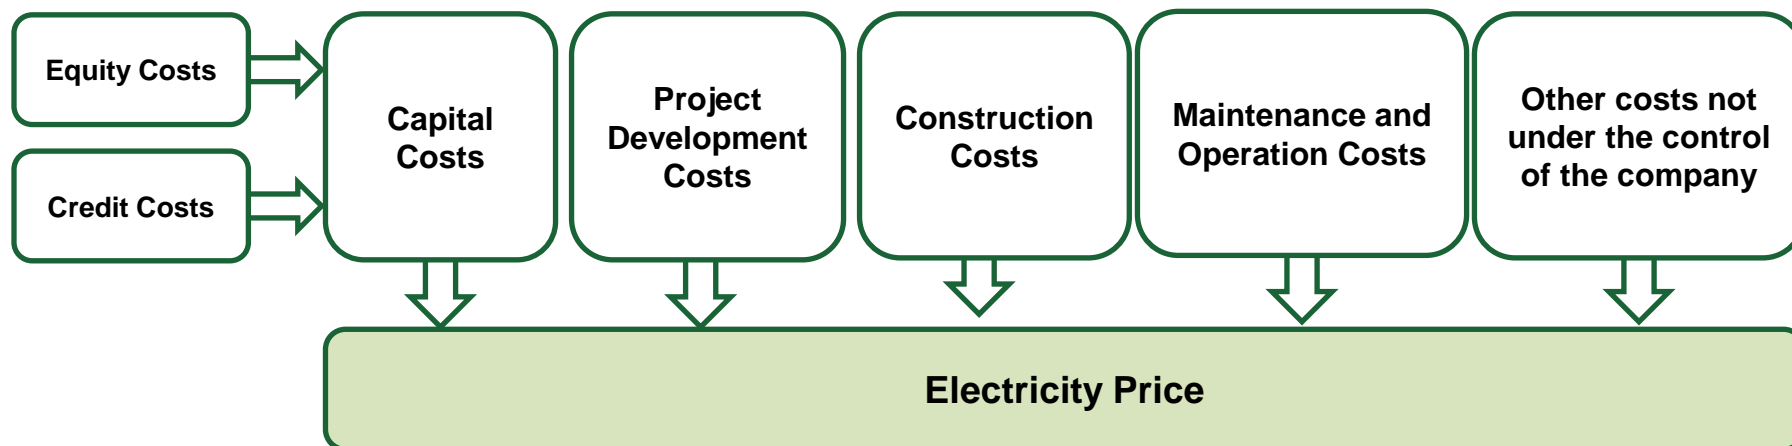 Equity Costs
Credit Costs
Capital
Costs
Project
Development
Costs
Construction
Costs
Maintenance and
Operation Costs
Other costs not
under the control
of the company
Electricity Price